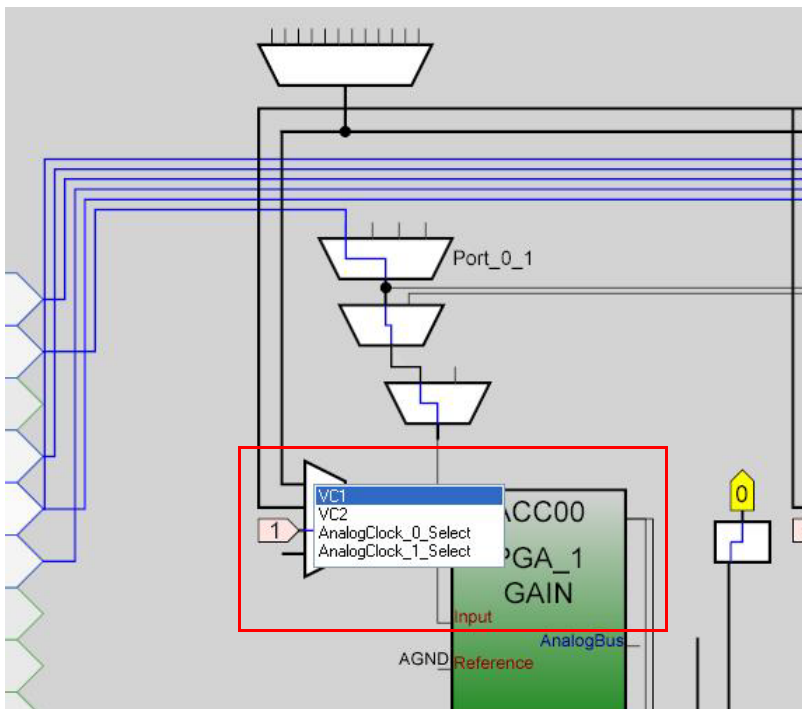 Port_0_1
0
VC1
VC2
AnalogClock_0_Select
AnalogClock_1_Select
1
ACC00
PGA_1
GAIN
Input
AnalogBus
AGND
Reference